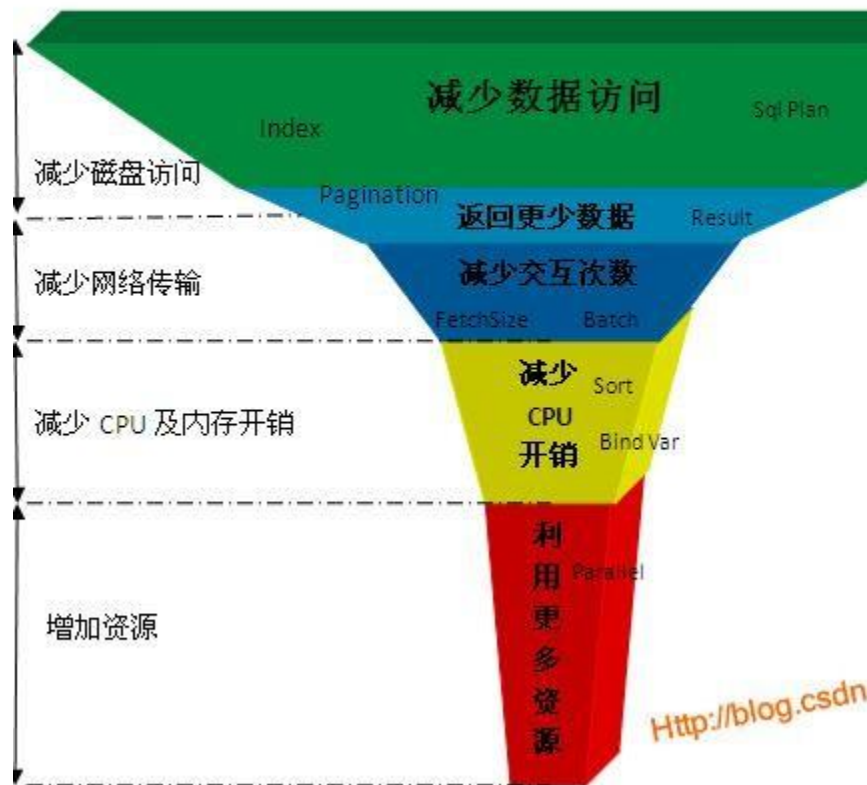 减少数据访问
Sql Plan
Index
减少磁盘访问
Pagination
返回更少数据
Result
减少交互次数
减少网络传输
FetchSize
Batch
减少
Sort
CPU
减少 CPU 及内存开销
Bind Var
开销
利
用
Parallel
更
多
增加资源
资
源
Http://blog.csdn